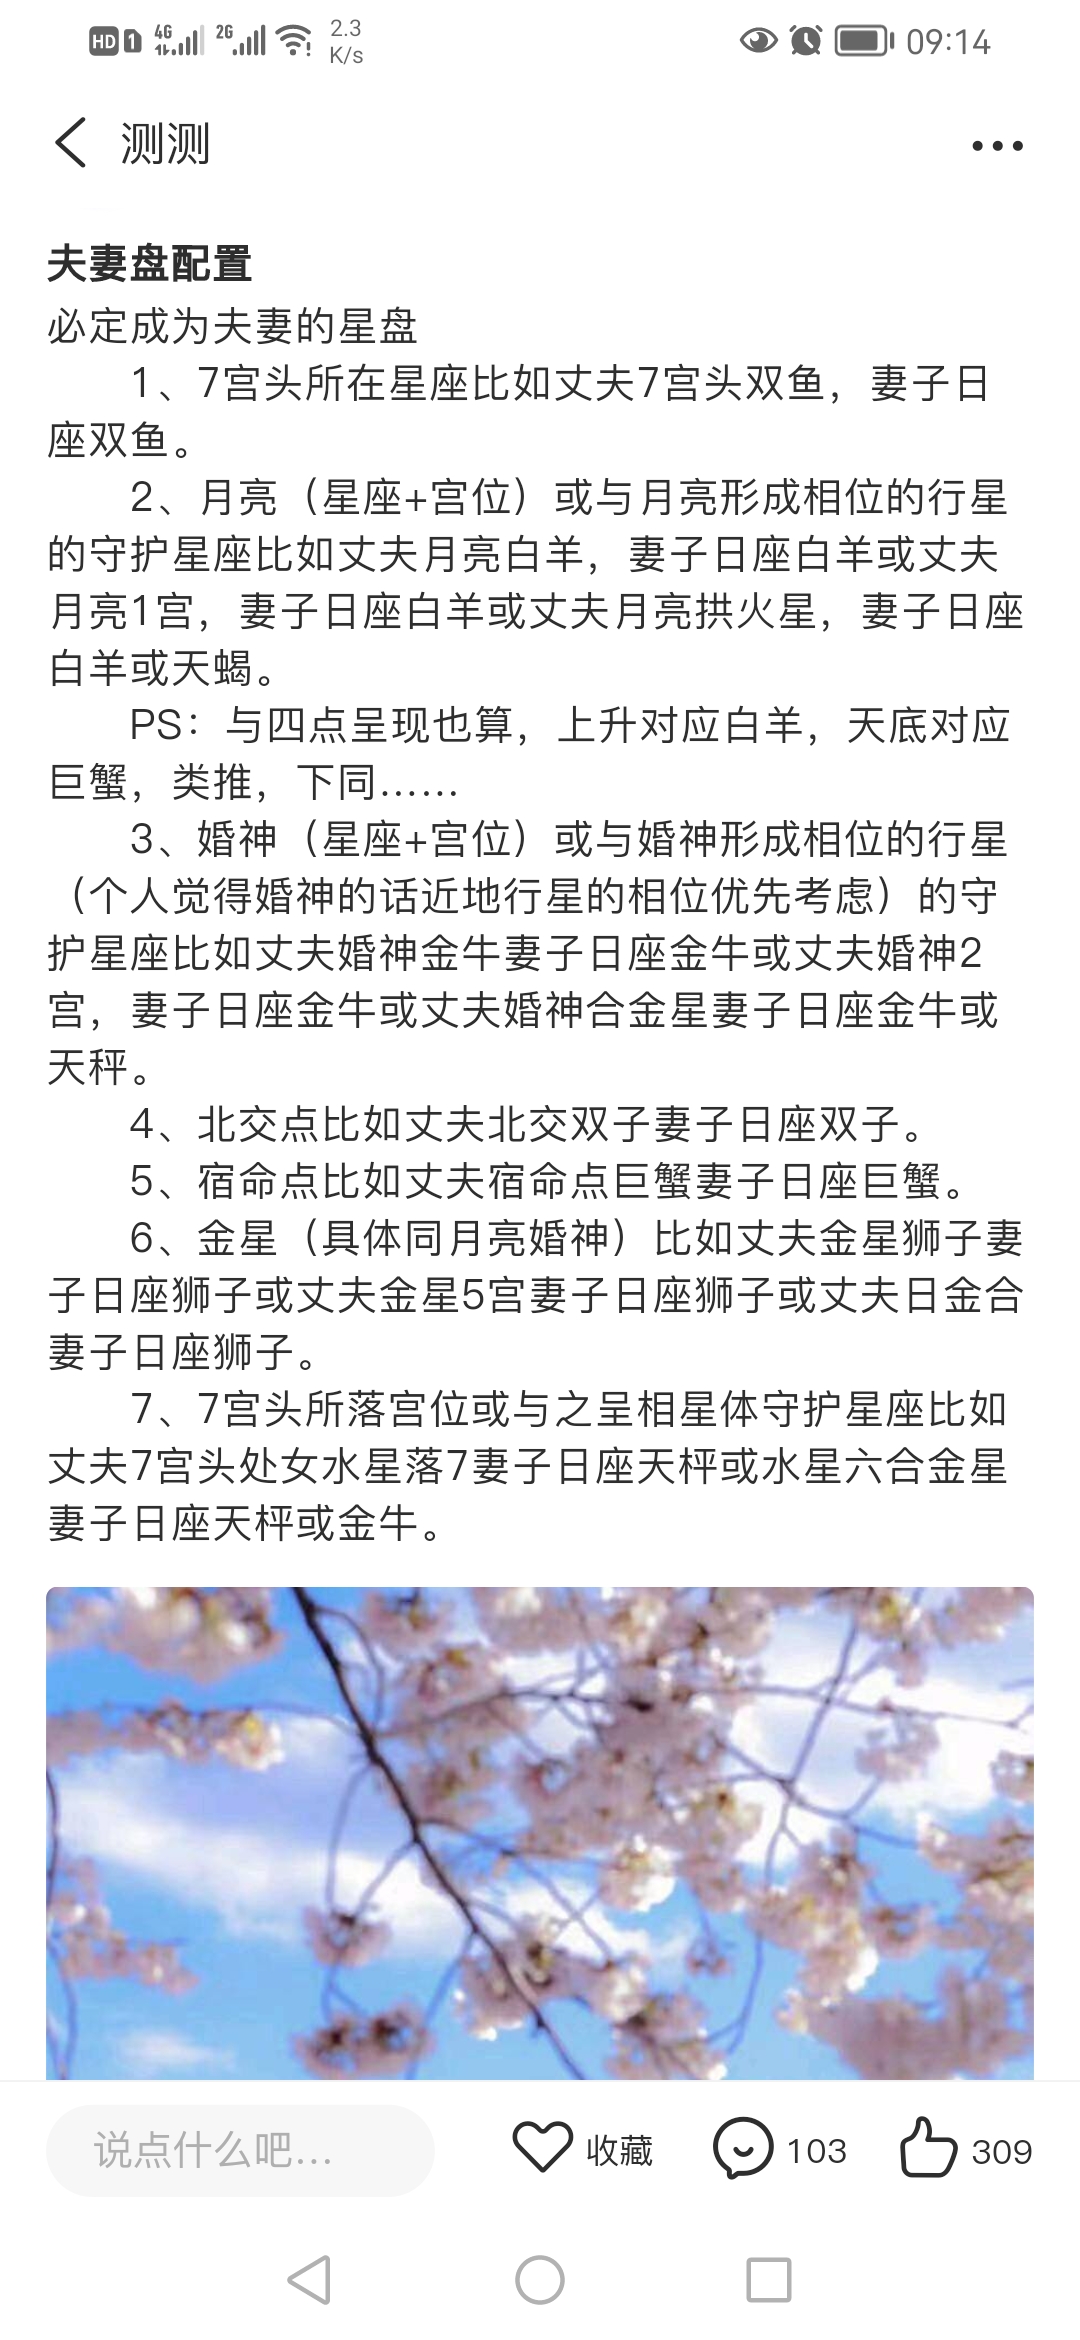 HD 1 4G 2G 2.3 K/s 09:14
测测
夫妻盘配置
必定成为夫妻的星盘
1、7宫头所在星座比如丈夫7宫头双鱼，妻子日
座双鱼。
2、月亮（星座+宫位）或与月亮形成相位的行星
的守护星座比如丈夫月亮白羊，妻子日座白羊或丈夫
月亮1宫，妻子日座白羊或丈夫月亮拱火星，妻子日座
白羊或天蝎。
PS：与四点呈现也算，上升对应白羊，天底对应
巨蟹，类推，下同……
3、婚神（星座+宫位）或与婚神形成相位的行星
（个人觉得婚神的话近地行星的相位优先考虑）的守
护星座比如丈夫婚神金牛妻子日座金牛或丈夫婚神2
宫，妻子日座金牛或丈夫婚神合金星妻子日座金牛或
天秤。
4、北交点比如丈夫北交双子妻子日座双子。
5、宿命点比如丈夫宿命点巨蟹妻子日座巨蟹。
6、金星（具体同月亮婚神）比如丈夫金星狮子妻
子日座狮子或丈夫金星5宫妻子日座狮子或丈夫日金合
妻子日座狮子。
7、7宫头所落宫位或与之呈相星体守护星座比如
丈夫7宫头处女水星落7妻子日座天枰或水星六合金星
妻子日座天枰或金牛。
说点什么吧... 收藏 103 309